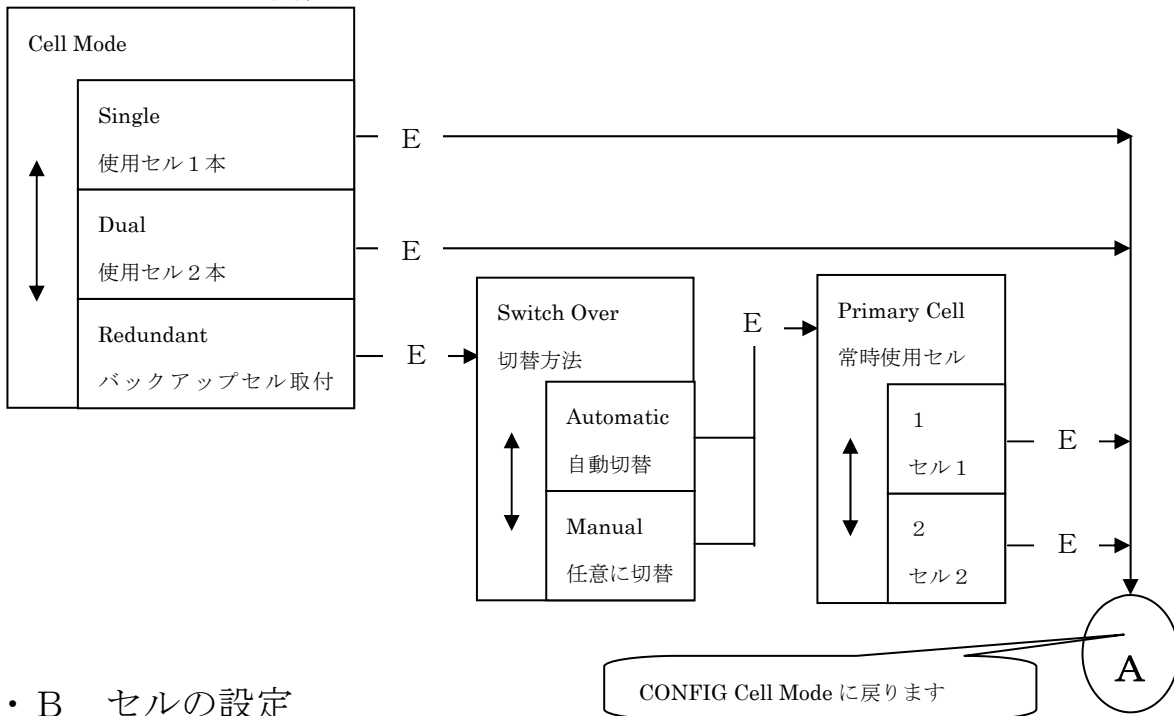 Cell Mode
Single
E
使用セル１本
Dual
E
使用セル２本
Redundant
E
バックアップセル取付
Switch Over
切替方法
Automatic
自動切替
Manual
任意に切替
E
Primary Cell
常時使用セル
1
セル１
E
2
セル２
E
A
CONFIG Cell Mode に戻ります
・Ｂ　セルの設定